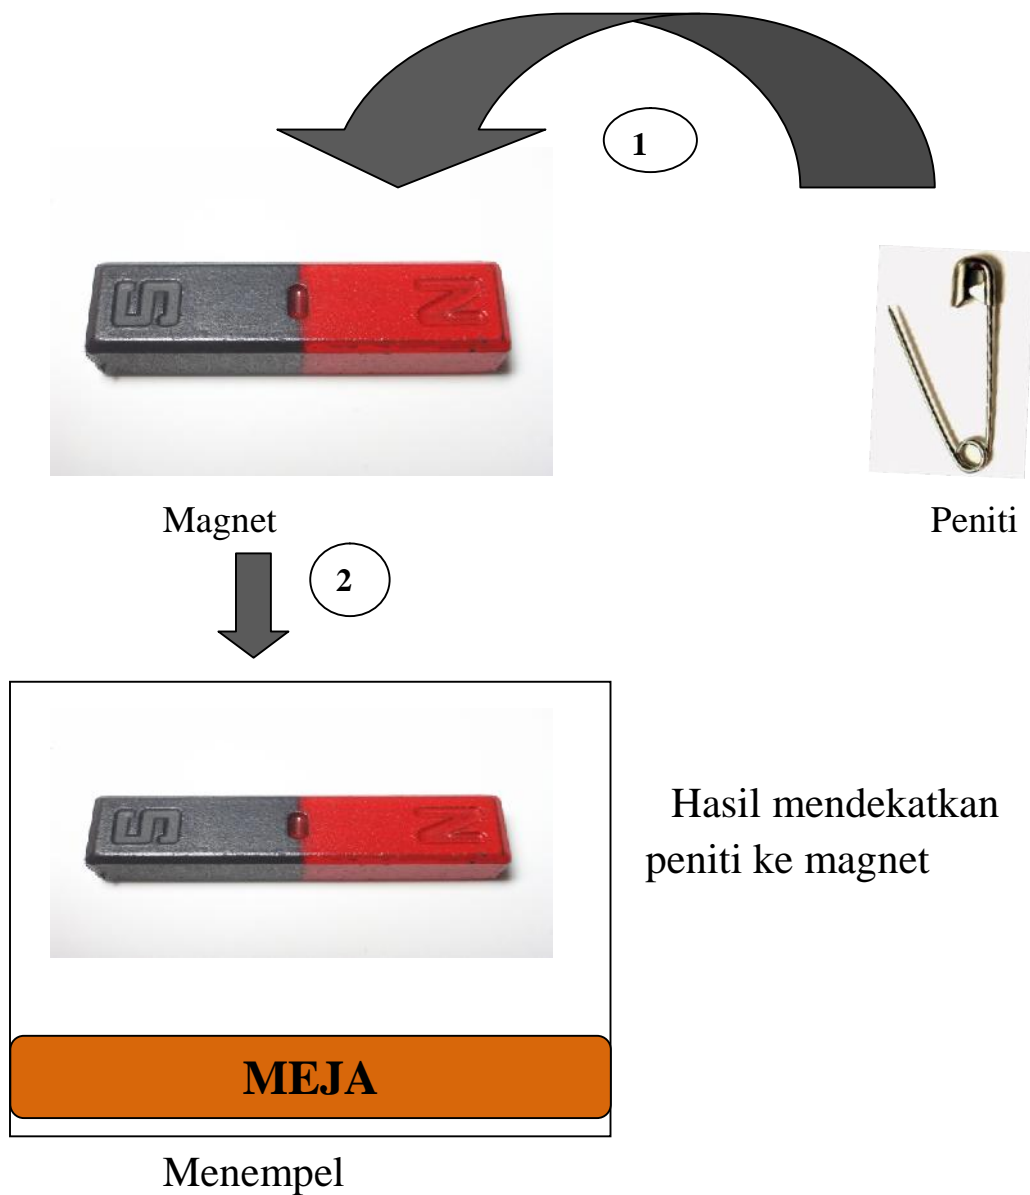 1
S N
Magnet
Peniti
2
S N
Hasil mendekatkan
peniti ke magnet
MEJA
Menempel